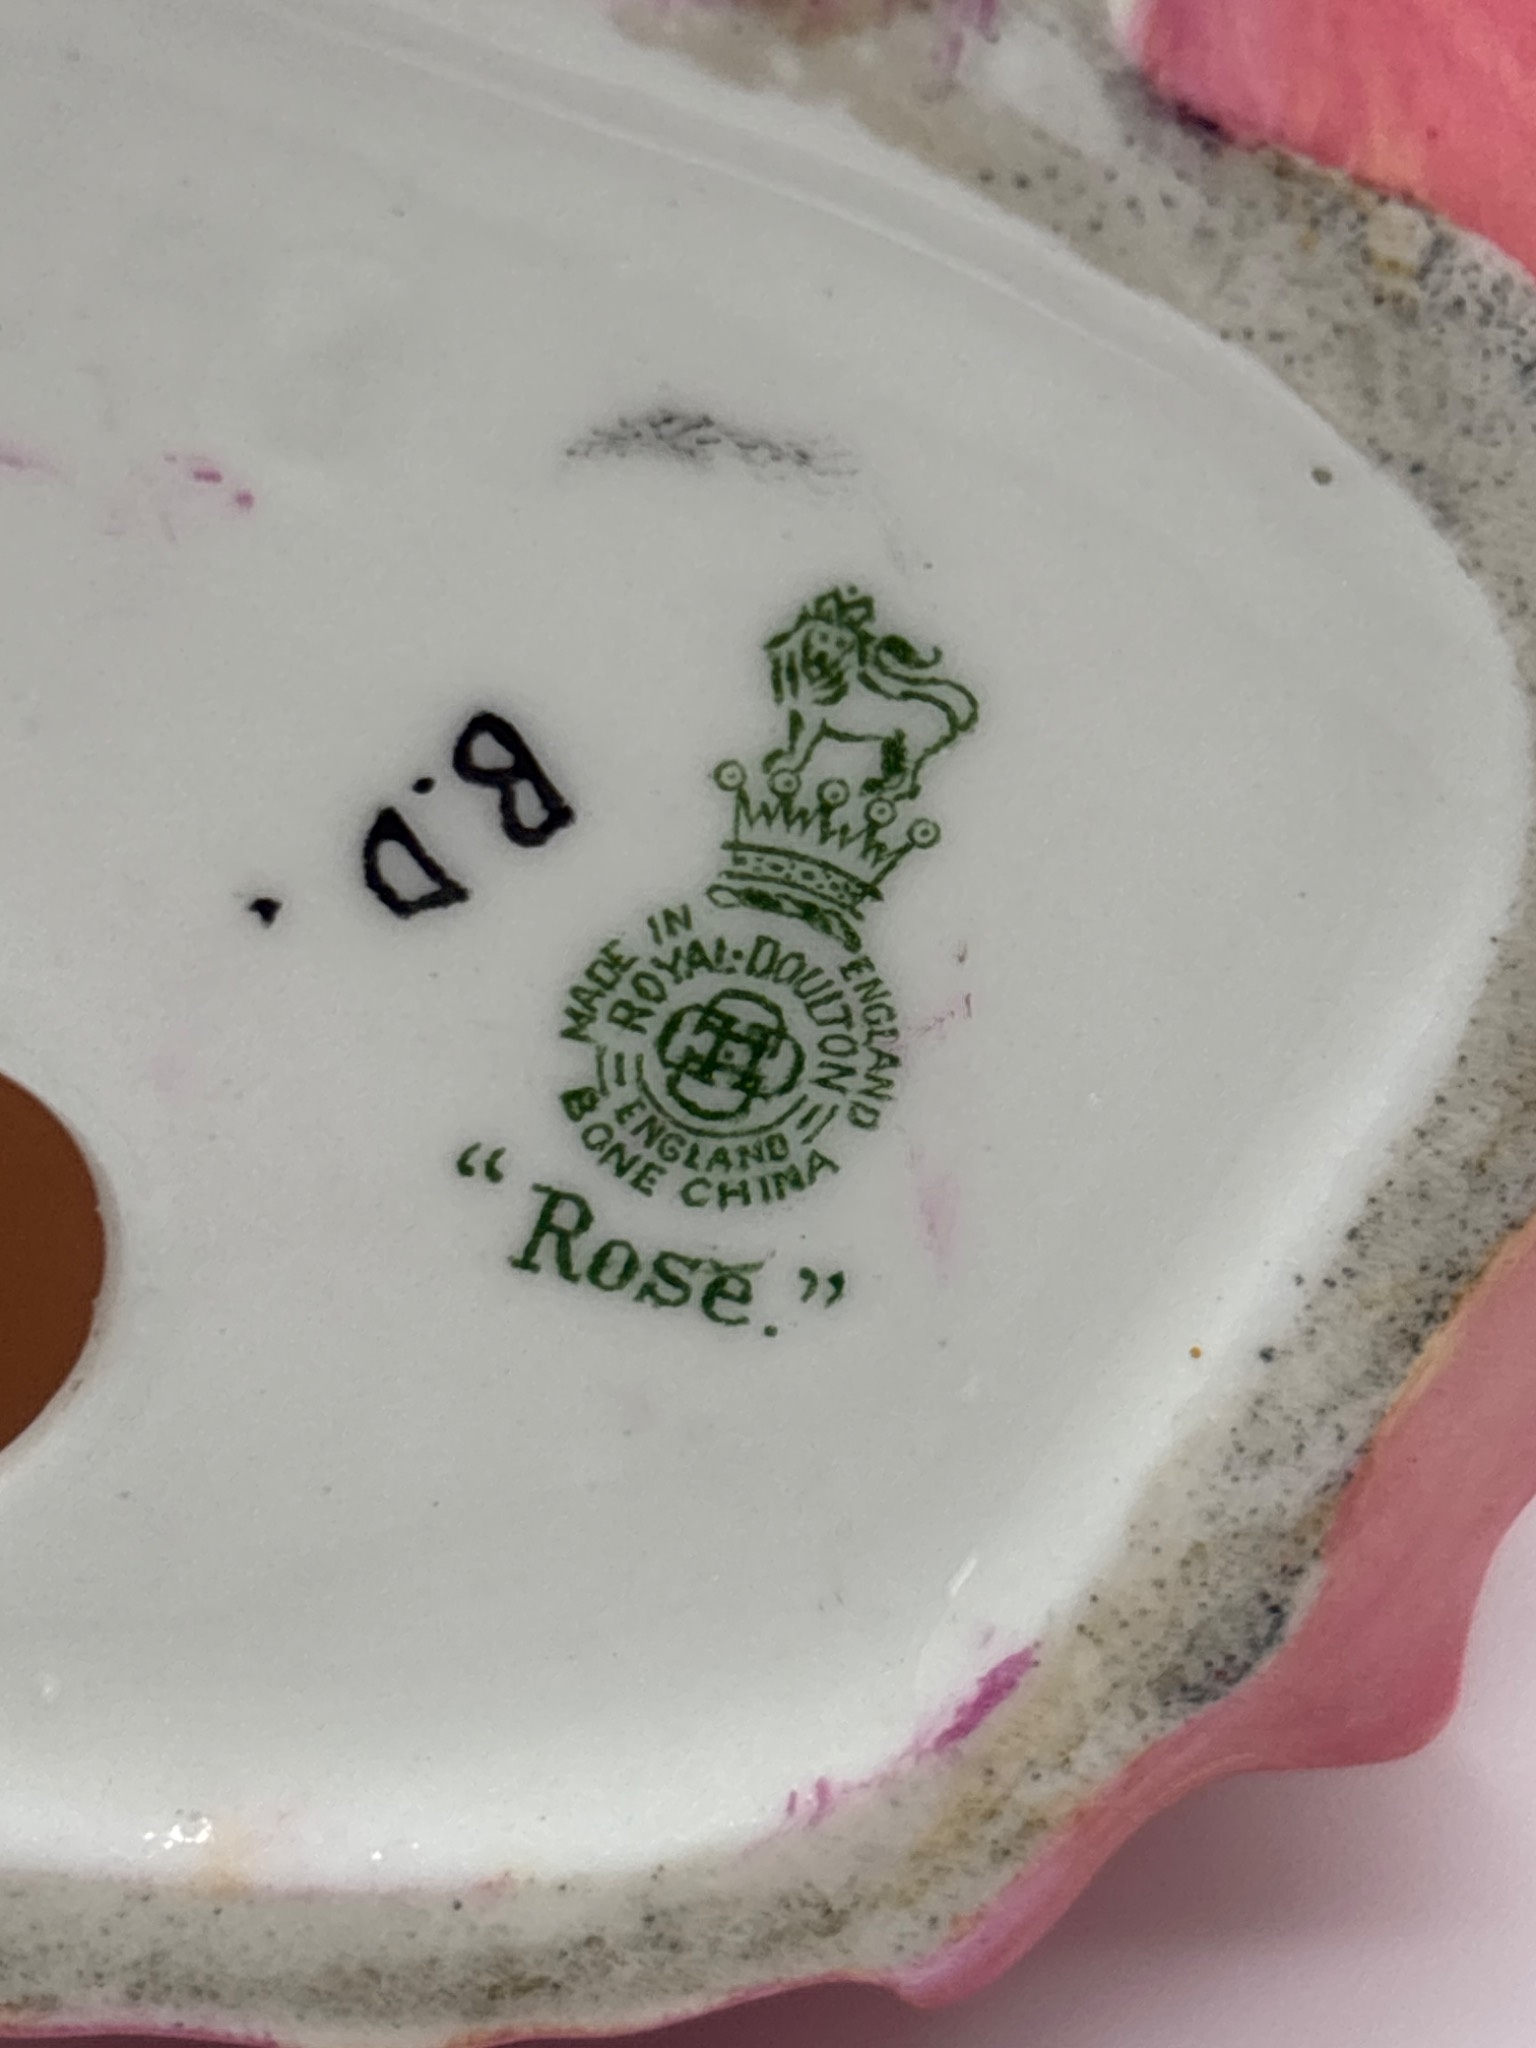 B.D.
MADE IN ENGLAND
ROYAL·DOULTON
ENGLAND
BONE CHINA
"Rose."